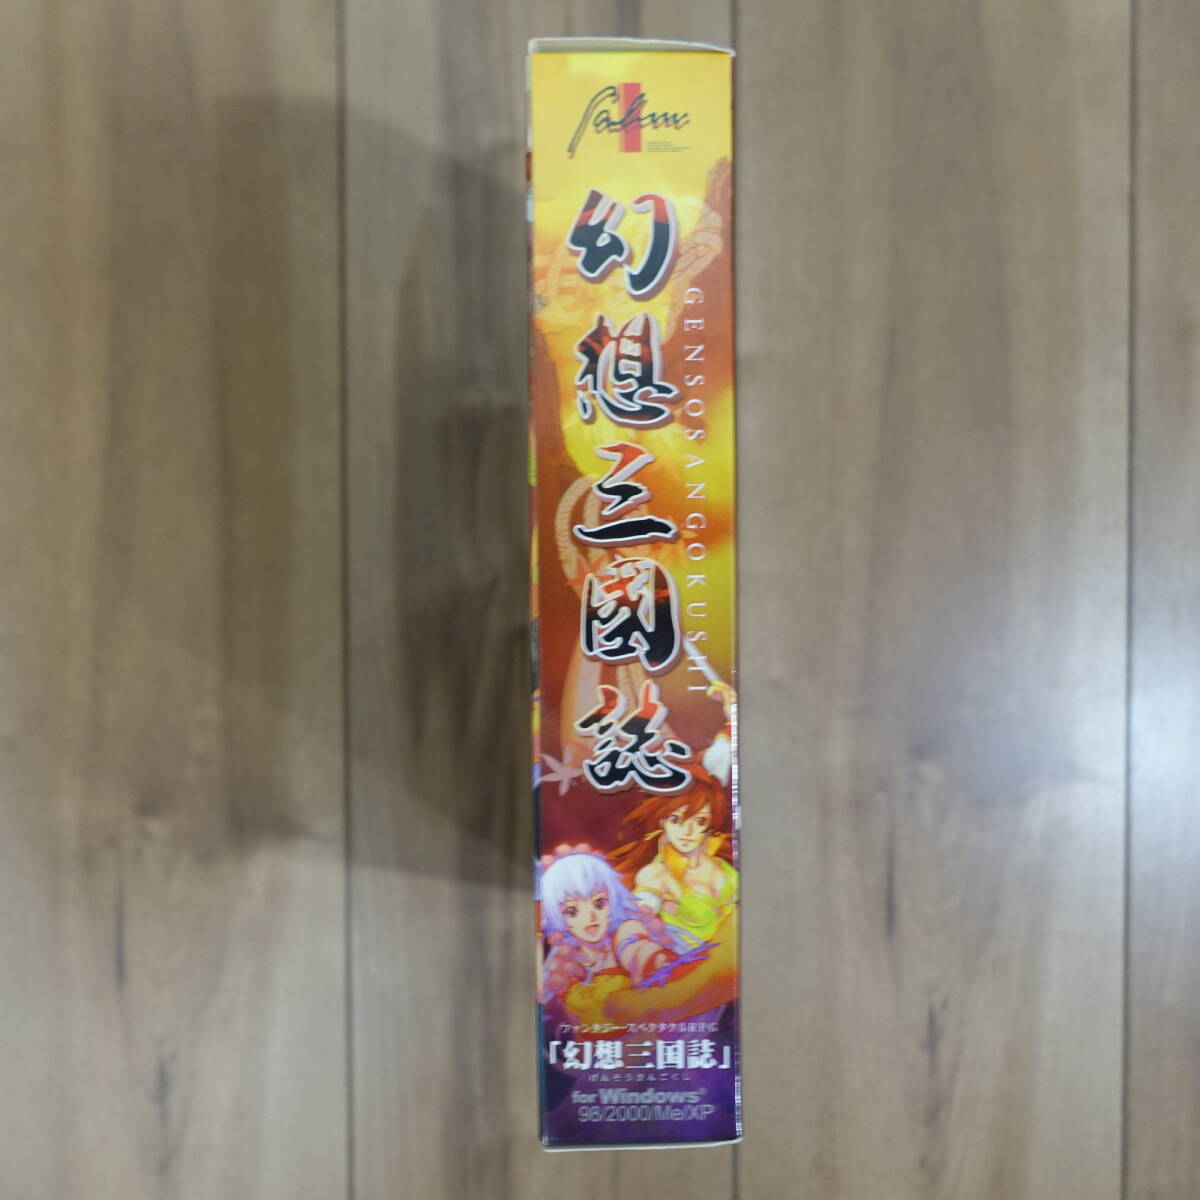 Falcom
幻想三國誌
GENSOSANGOKUSHI
ファンタジー・スペクタクルRPG
「幻想三国誌」
げんそうさんごくし
for Windows®
98/2000/Me/XP